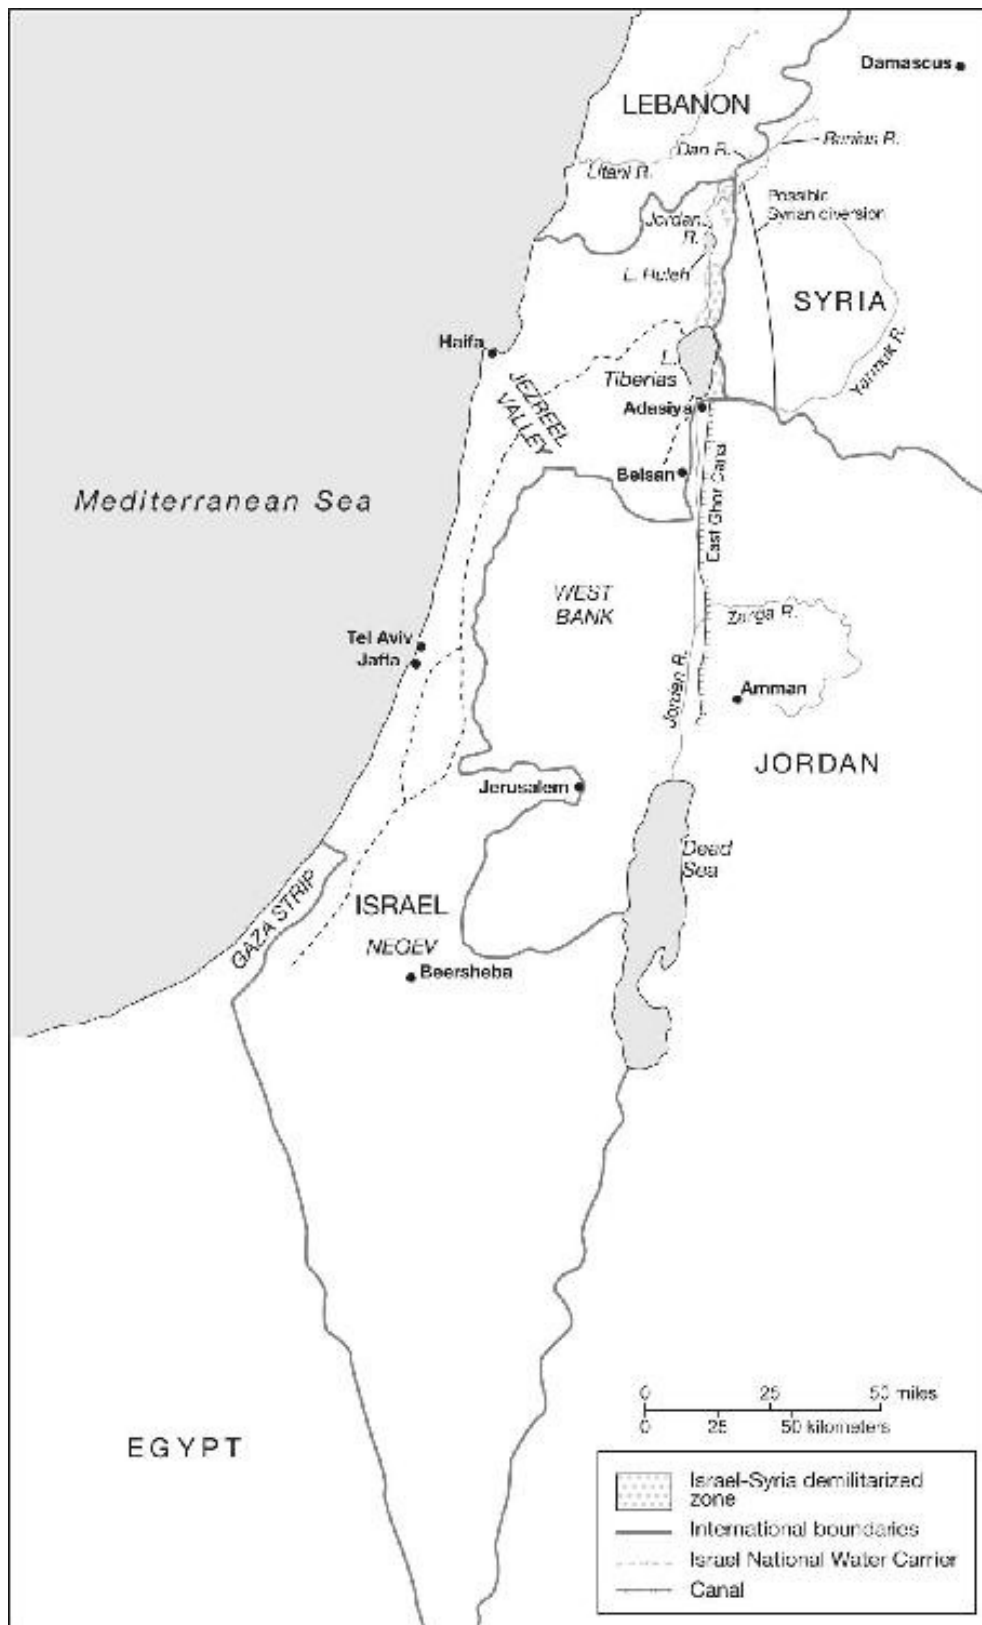 Damascus
LEBANON
Dan R.
Banias R.
Litani R.
Possible
Syrian diversion
Jordan
R.
L. Huleh
SYRIA
Yarmuk R.
Haifa
L.
Tiberias
JEZREEL
VALLEY
Adasiya
Beisan
East Ghor Canal
Mediterranean Sea
WEST
BANK
Zarqa R.
Tel Aviv
Jaffa
Jordan R.
Amman
JORDAN
Jerusalem
Dead
Sea
GAZA STRIP
ISRAEL
NEGEV
Beersheba
EGYPT
0 25 50 miles
0 25 50 kilometers
Israel-Syria demilitarized
zone
International boundaries
Israel National Water Carrier
Canal